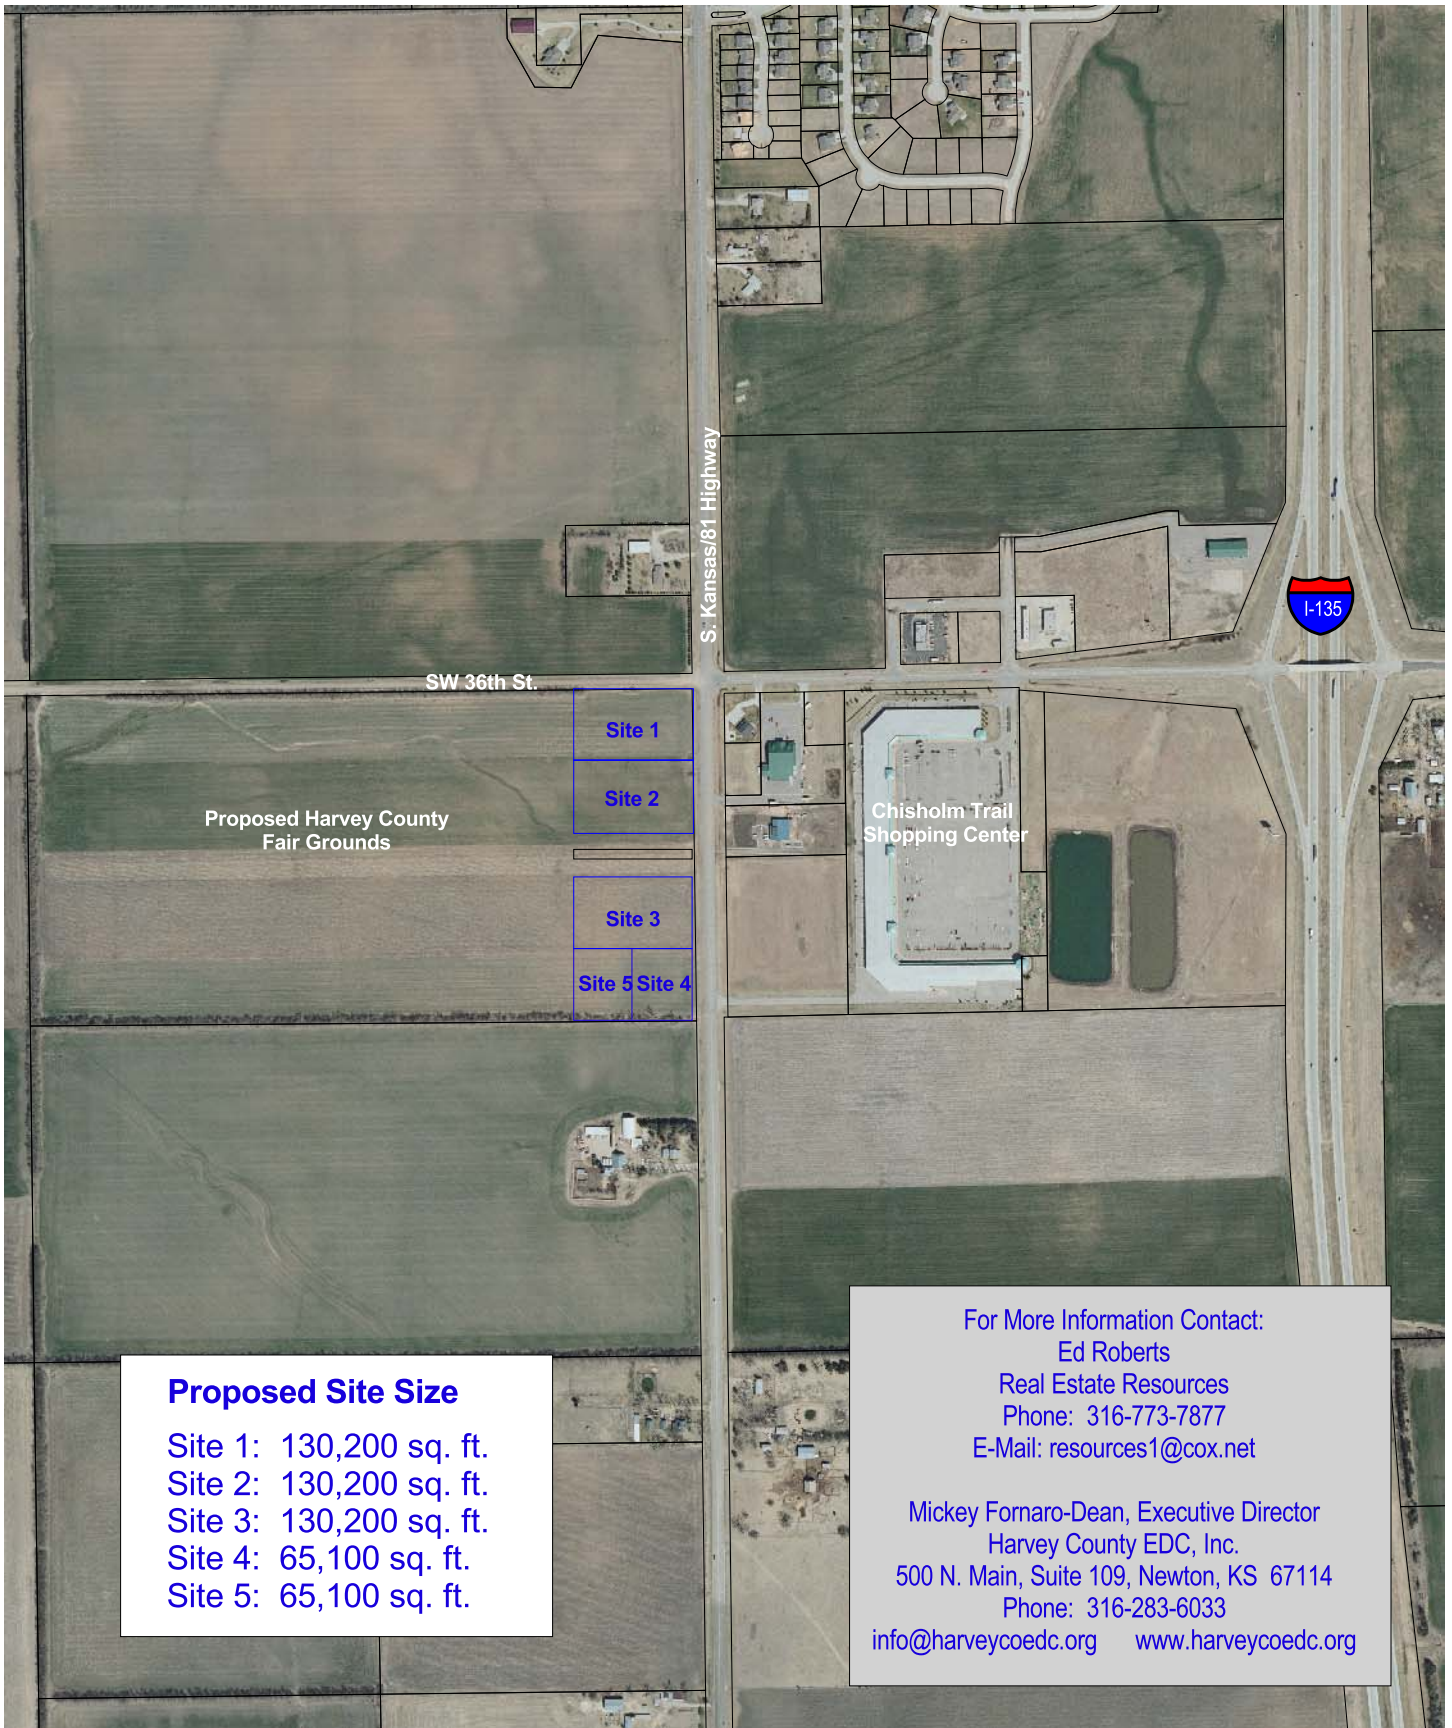 S. Kansas/81 Highway
I-135
SW 36th St.
Site 1
Site 2
Proposed Harvey County
Fair Grounds
Chisholm Trail
Shopping Center
Site 3
Site 5
Site 4
Proposed Site Size
Site 1: 130,200 sq. ft.
Site 2: 130,200 sq. ft.
Site 3: 130,200 sq. ft.
Site 4: 65,100 sq. ft.
Site 5: 65,100 sq. ft.
For More Information Contact:
Ed Roberts
Real Estate Resources
Phone: 316-773-7877
E-Mail: resources1@cox.net
Mickey Fornaro-Dean, Executive Director
Harvey County EDC, Inc.
500 N. Main, Suite 109, Newton, KS 67114
Phone: 316-283-6033
info@harveycoedc.org www.harveycoedc.org